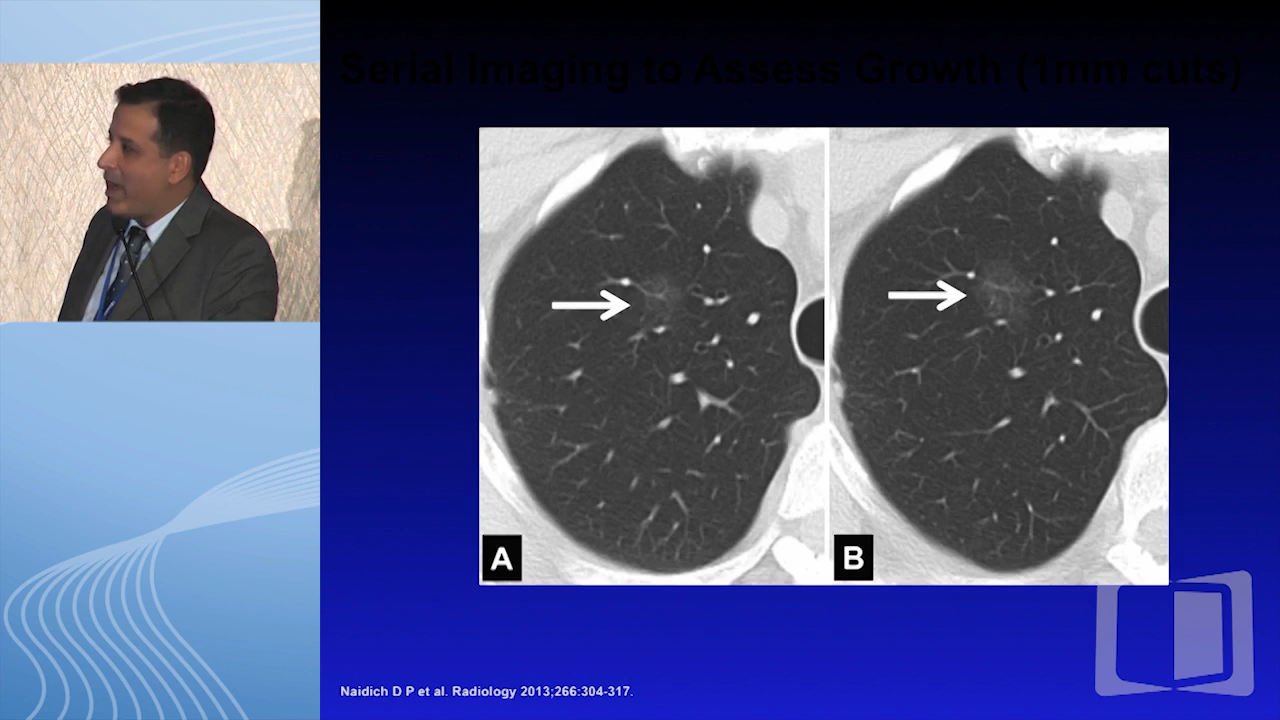 Serial Imaging to Assess Growth (1mm cuts)
A
B
Naidich D P et al. Radiology 2013;266:304-317.